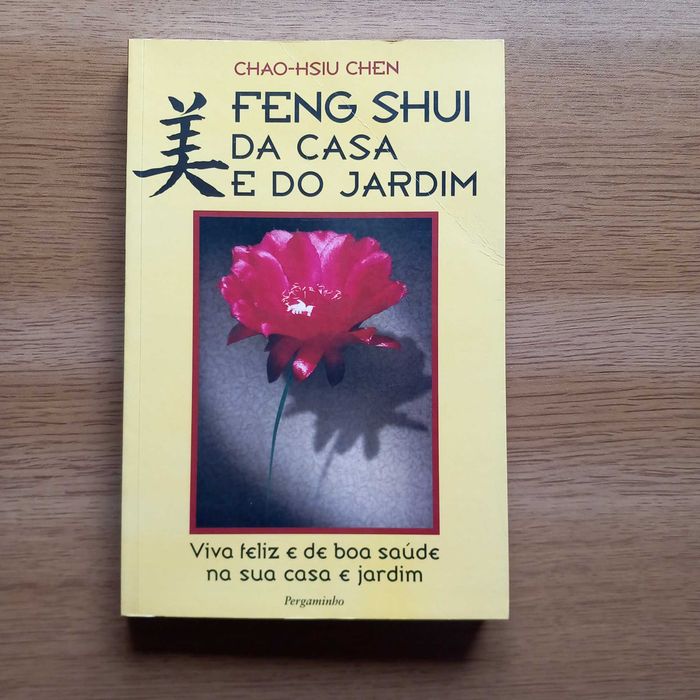 CHAO-HSIU CHEN
美 FENG SHUI
DA CASA
E DO JARDIM
Viva feliz e de boa saúde
na sua casa e jardim
Pergaminho